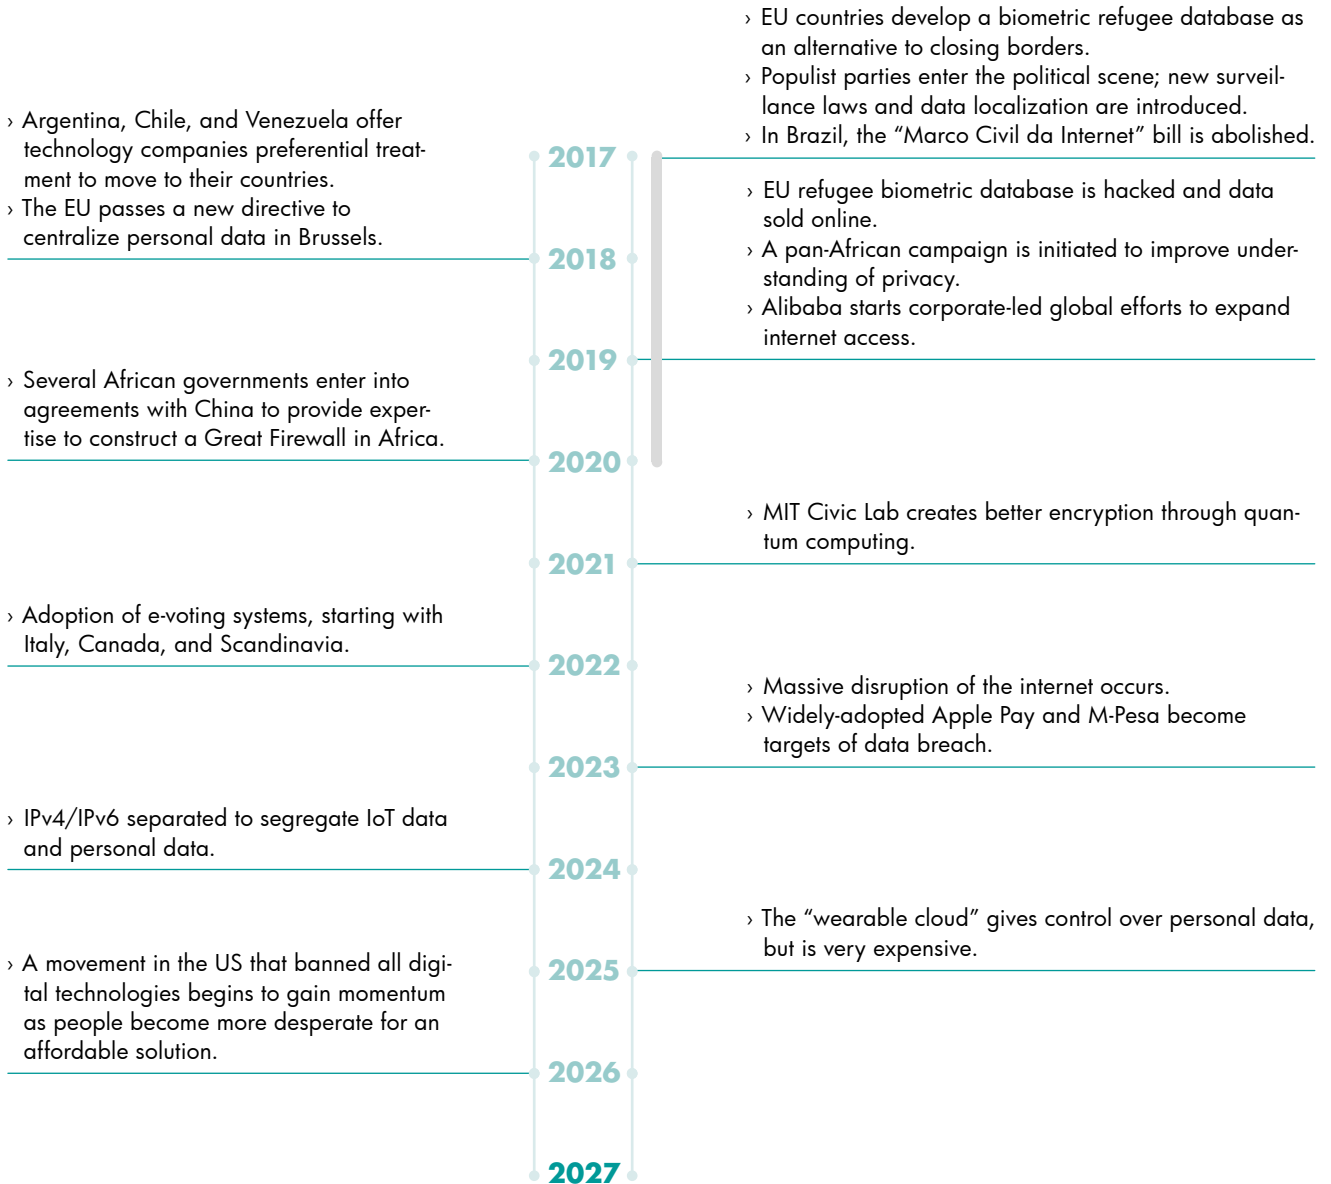 › EU countries develop a biometric refugee database as
an alternative to closing borders.
› Populist parties enter the political scene; new surveil-
lance laws and data localization are introduced.
› In Brazil, the “Marco Civil da Internet” bill is abolished.
2017
› Argentina, Chile, and Venezuela offer
technology companies preferential treat-
ment to move to their countries.
› The EU passes a new directive to
centralize personal data in Brussels.
2018
› EU refugee biometric database is hacked and data
sold online.
› A pan-African campaign is initiated to improve under-
standing of privacy.
› Alibaba starts corporate-led global efforts to expand
internet access.
2019
› Several African governments enter into
agreements with China to provide exper-
tise to construct a Great Firewall in Africa.
2020
› MIT Civic Lab creates better encryption through quan-
tum computing.
2021
› Adoption of e-voting systems, starting with
Italy, Canada, and Scandinavia.
2022
› Massive disruption of the internet occurs.
› Widely-adopted Apple Pay and M-Pesa become
targets of data breach.
2023
› IPv4/IPv6 separated to segregate IoT data
and personal data.
2024
› The “wearable cloud” gives control over personal data,
but is very expensive.
2025
› A movement in the US that banned all digi-
tal technologies begins to gain momentum
as people become more desperate for an
affordable solution.
2026
2027